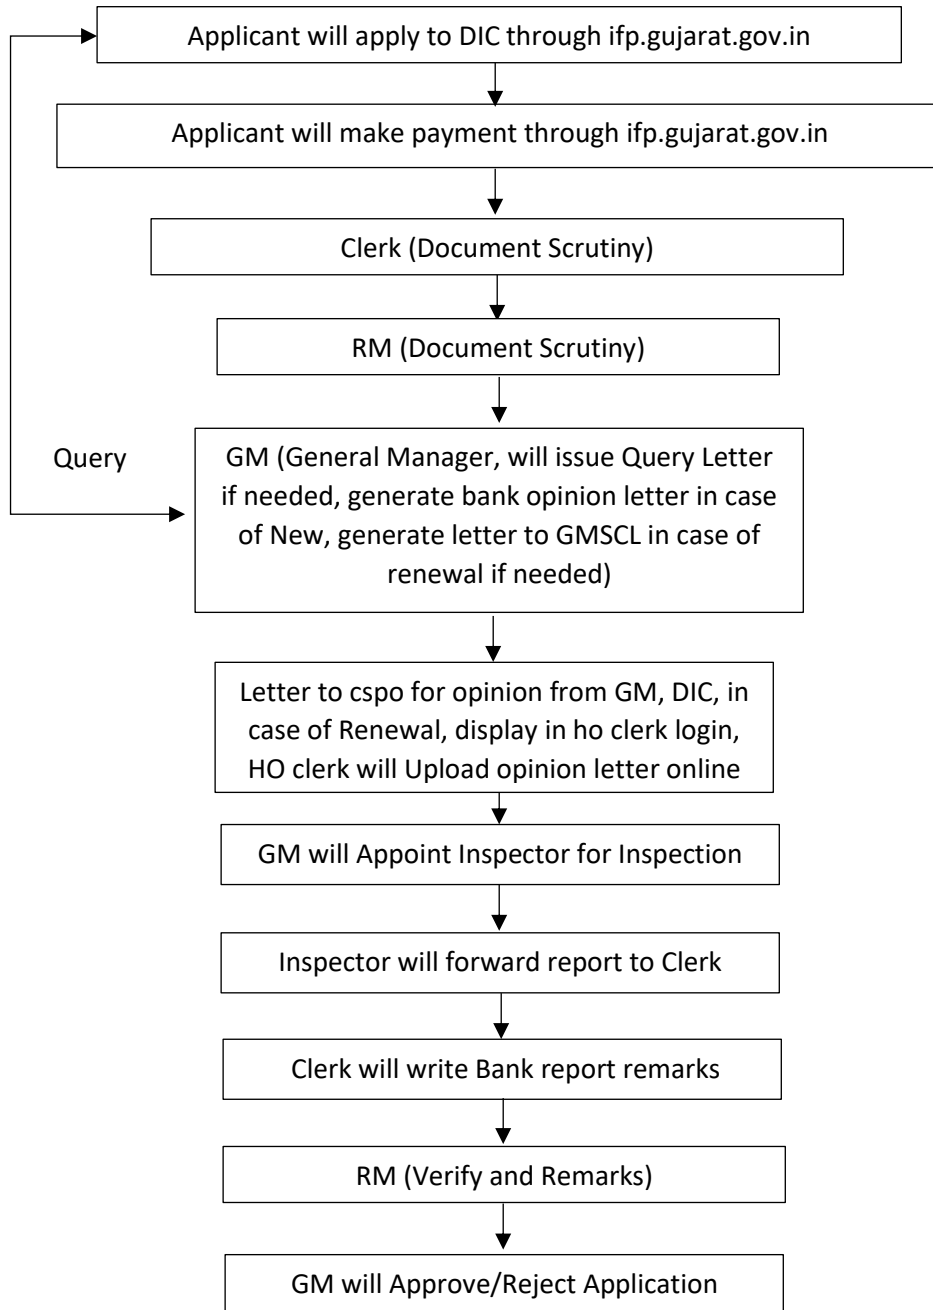 Applicant will apply to DIC through ifp.gujarat.gov.in
Applicant will make payment through ifp.gujarat.gov.in
Clerk (Document Scrutiny)
RM (Document Scrutiny)
Query
GM (General Manager, will issue Query Letter
if needed, generate bank opinion letter in case
of New, generate letter to GMSCL in case of
renewal if needed)
Letter to cspo for opinion from GM, DIC, in
case of Renewal, display in ho clerk login,
HO clerk will Upload opinion letter online
GM will Appoint Inspector for Inspection
Inspector will forward report to Clerk
Clerk will write Bank report remarks
RM (Verify and Remarks)
GM will Approve/Reject Application